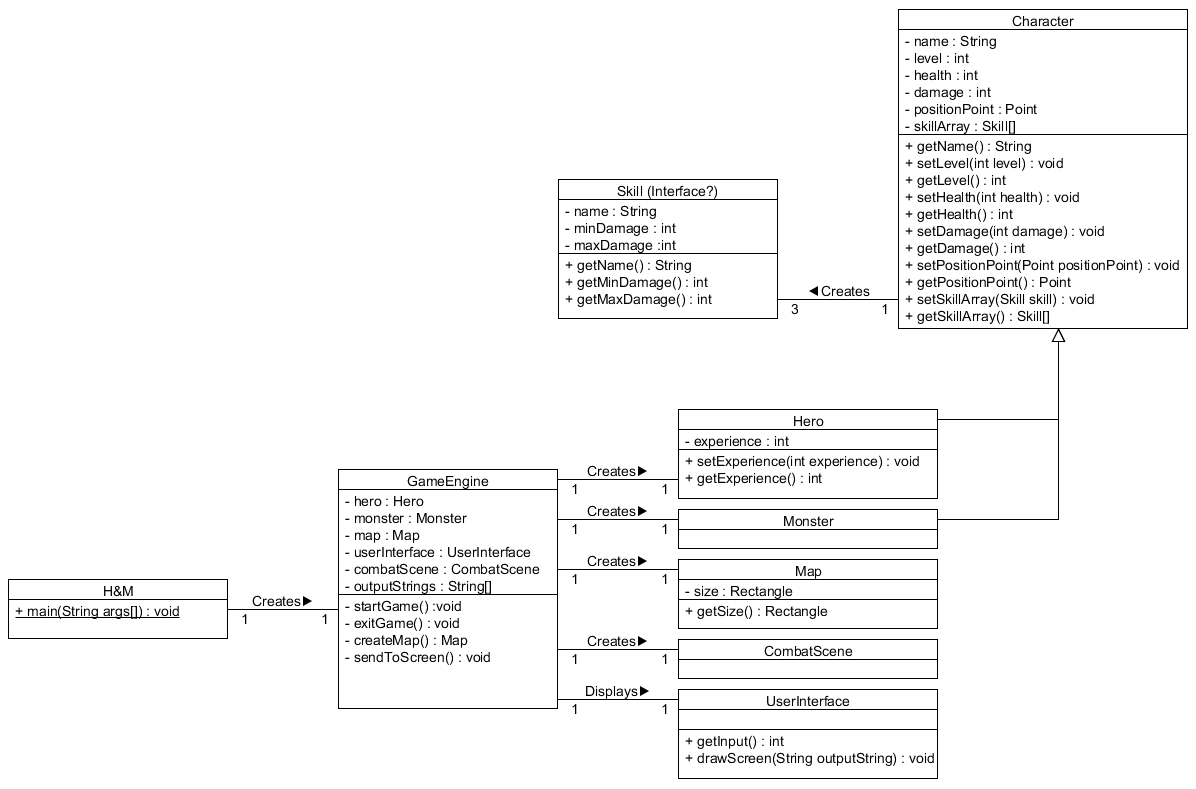 Character
- name : String
- level : int
- health : int
- damage : int
- positionPoint : Point
- skillArray : Skill[]
+ getName() : String
+ setLevel(int level) : void
+ getLevel() : int
+ setHealth(int health) : void
+ getHealth() : int
+ setDamage(int damage) : void
+ getDamage() : int
+ setPositionPoint(Point positionPoint) : void
+ getPositionPoint() : Point
+ setSkillArray(Skill skill) : void
+ getSkillArray() : Skill[]
Skill (Interface?)
- name : String
- minDamage : int
- maxDamage :int
+ getName() : String
+ getMinDamage() : int
+ getMaxDamage() : int
◄ Creates
3 1
Hero
- experience : int
+ setExperience(int experience) : void
+ getExperience() : int
GameEngine
- hero : Hero
- monster : Monster
- map : Map
- userInterface : UserInterface
- combatScene : CombatScene
- outputStrings : String[]
- startGame() :void
- exitGame() : void
- createMap() : Map
- sendToScreen() : void
Creates►
1 1
Creates►
1 1
Monster
Creates►
1 1
Map
- size : Rectangle
+ getSize() : Rectangle
H&M
+ main(String args[]) : void
Creates►
1 1
Creates►
1 1
CombatScene
Displays►
1 1
UserInterface
+ getInput() : int
+ drawScreen(String outputString) : void